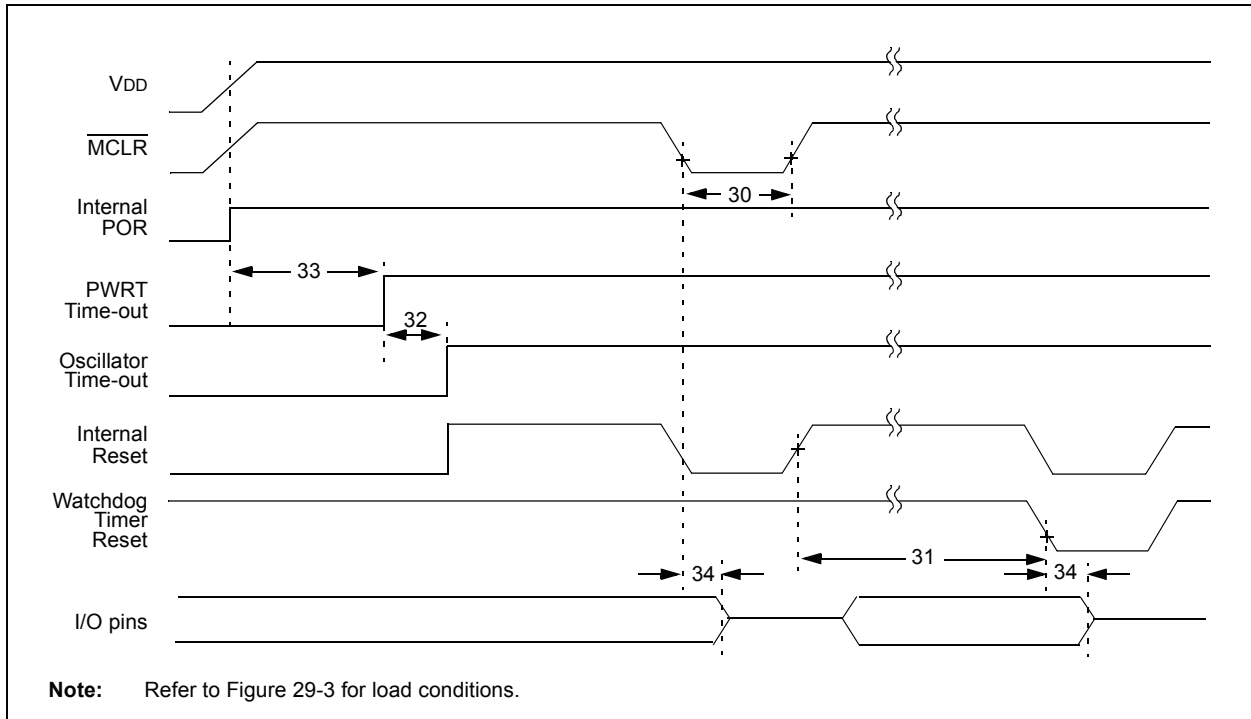 VDD
MCLR
30
Internal
POR
33
PWRT
Time-out
32
Oscillator
Time-out
Internal
Reset
Watchdog
Timer
Reset
31
34
34
I/O pins
Note: Refer to Figure 29-3 for load conditions.